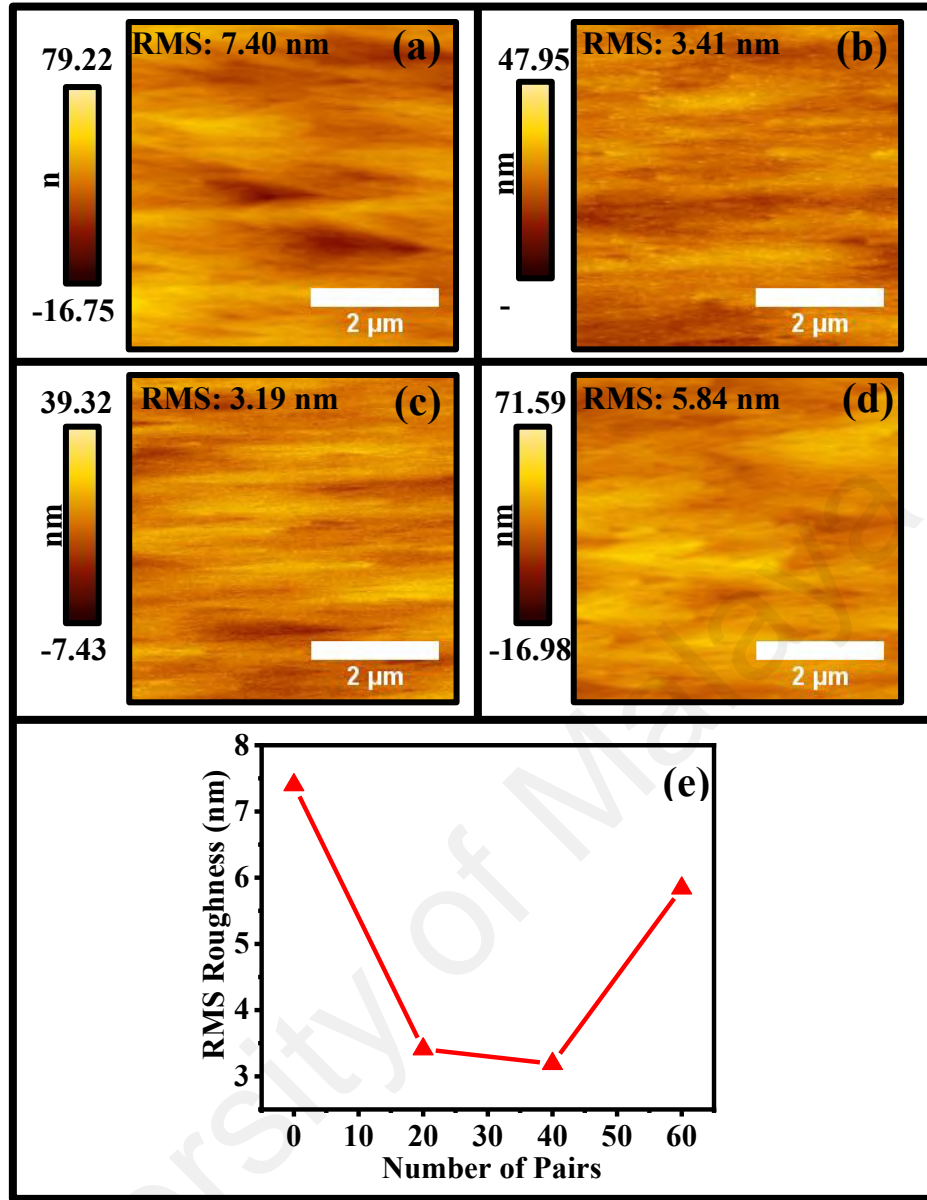 RMS: 7.40 nm (a)
79.22
n
-16.75
2 µm
RMS: 3.41 nm (b)
47.95
nm
-
2 µm
RMS: 3.19 nm (c)
39.32
nm
-7.43
2 µm
RMS: 5.84 nm (d)
71.59
nm
-16.98
2 µm
(e)
RMS Roughness (nm)
8
7
6
5
4
3
0 10 20 30 40 50 60
Number of Pairs
ersity of Malaya